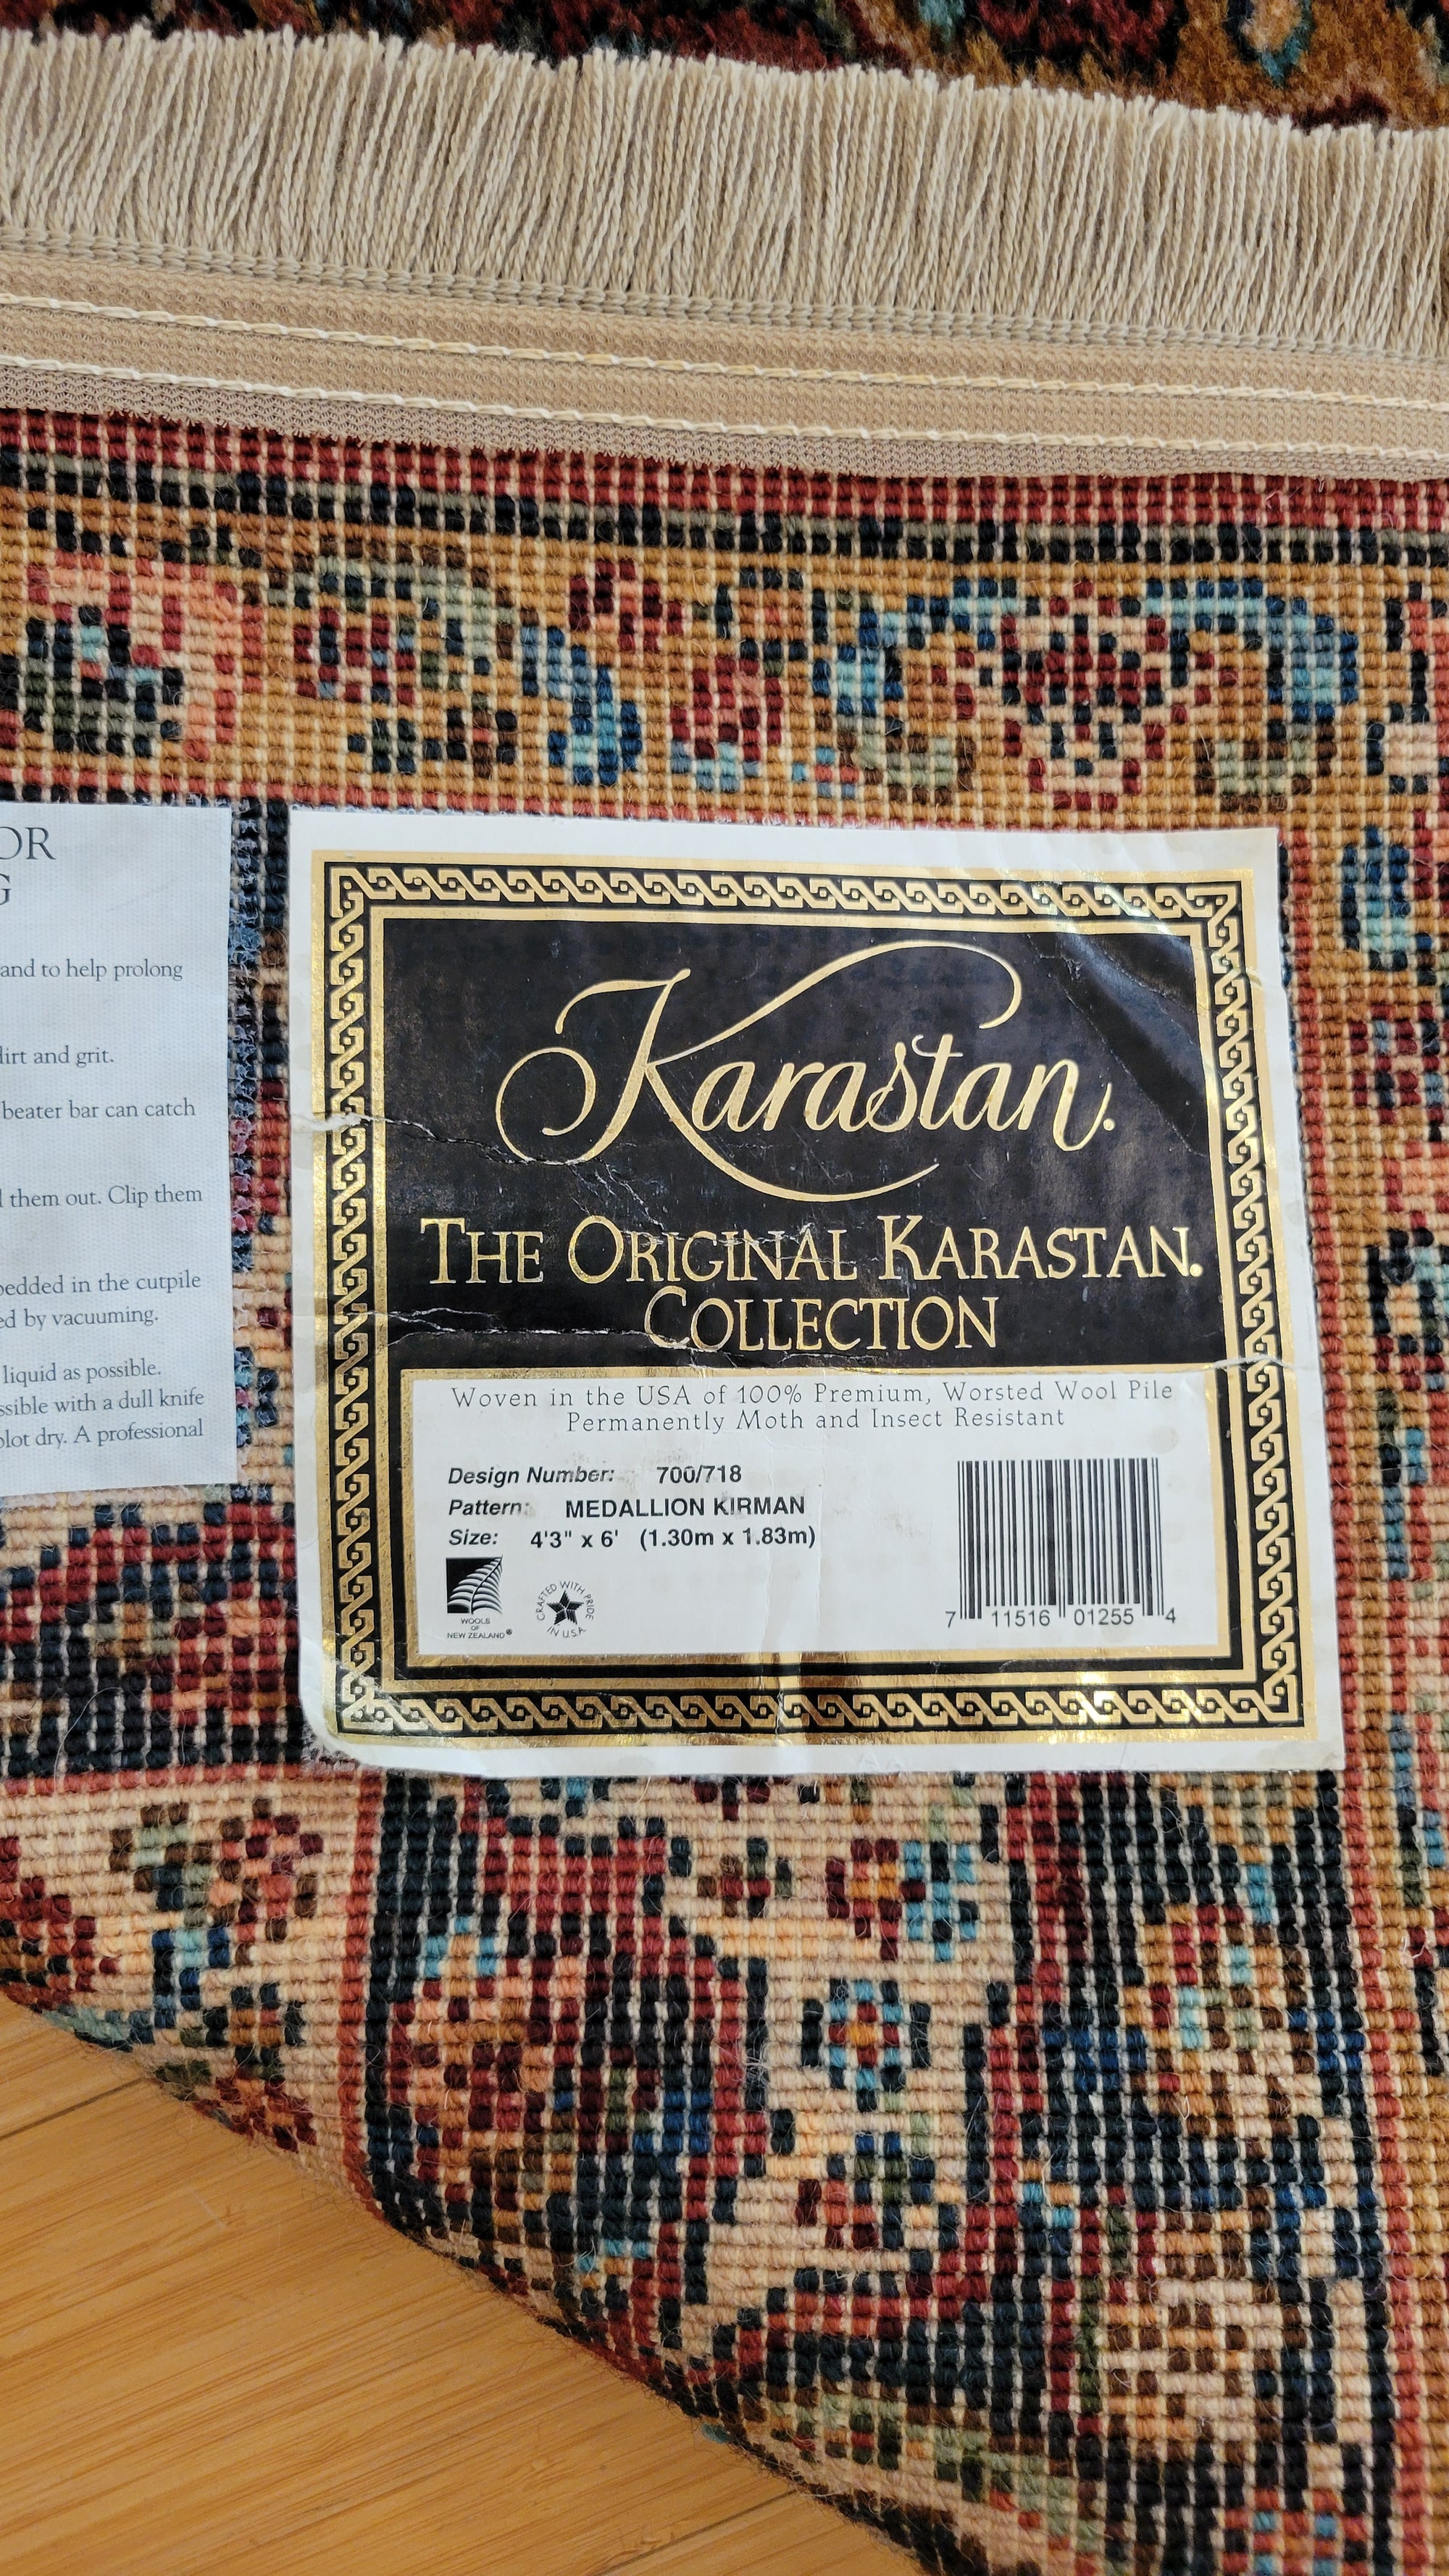 OR
G
and to help prolong
dirt and grit.
beater bar can catch
them out. Clip them
bedded in the cutpile
ed by vacuuming.
liquid as possible.
ssible with a dull knife
blot dry. A professional
Karastan.
THE ORIGINAL KARASTAN.
COLLECTION
Woven in the USA of 100% Premium, Worsted Wool Pile
Permanently Moth and Insect Resistant
Design Number: 700/718
Pattern: MEDALLION KIRMAN
Size: 4'3" x 6' (1.30m x 1.83m)
WOOLS
OF
NEW ZEALAND®
CRAFTED WITH PRIDE
IN U.S.A
7 11516 01255 4